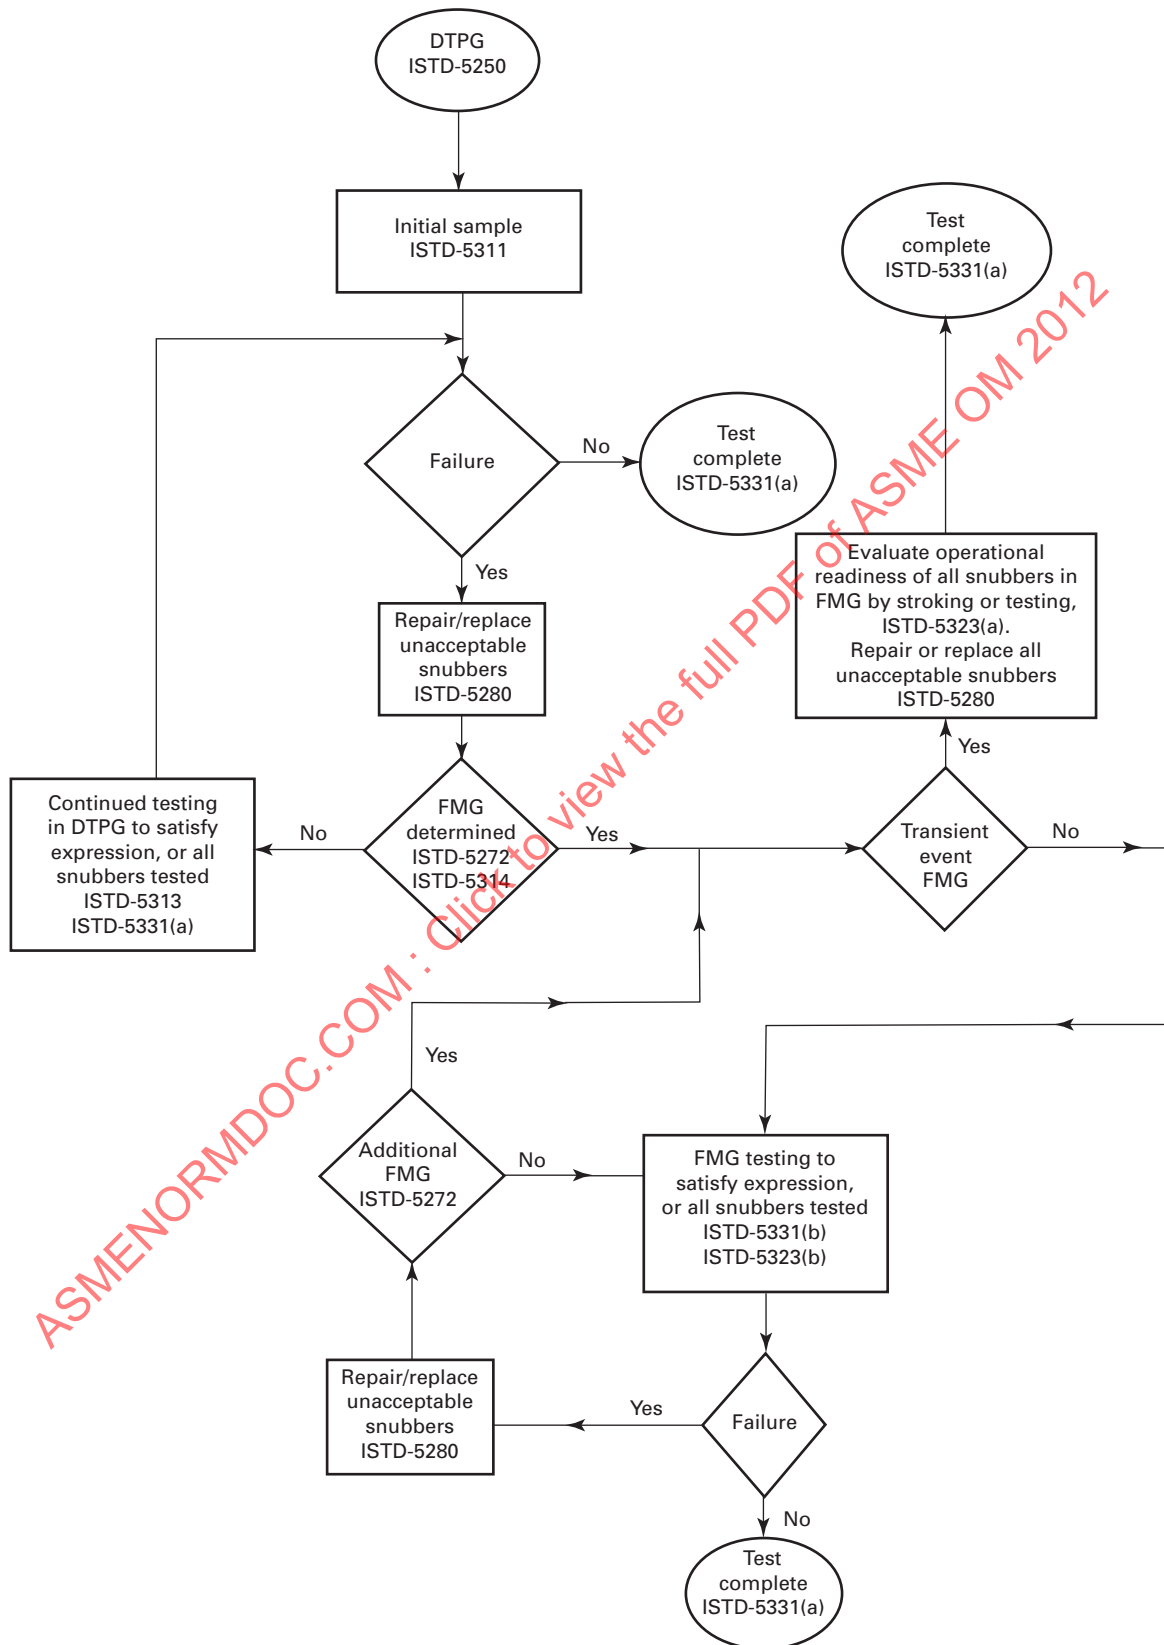 DTPG
ISTD-5250
Initial sample
ISTD-5311
Test
complete
ISTD-5331(a)
Failure
No
Test
complete
ISTD-5331(a)
Yes
Repair/replace
unacceptable
snubbers
ISTD-5280
Evaluate operational
readiness of all snubbers in
FMG by stroking or testing,
ISTD-5323(a).
Repair or replace all
unacceptable snubbers
ISTD-5280
Yes
Continued testing
in DTPG to satisfy
expression, or all
snubbers tested
ISTD-5313
ISTD-5331(a)
No
FMG
determined
ISTD-5272
ISTD-5314
Yes
Transient
event
FMG
No
Yes
Additional
FMG
ISTD-5272
No
FMG testing to
satisfy expression,
or all snubbers tested
ISTD-5331(b)
ISTD-5323(b)
Repair/replace
unacceptable
snubbers
ISTD-5280
Yes
Failure
No
Test
complete
ISTD-5331(a)
ASMENORMDOC.COM : Click to view the full PDF of ASME OM 2012